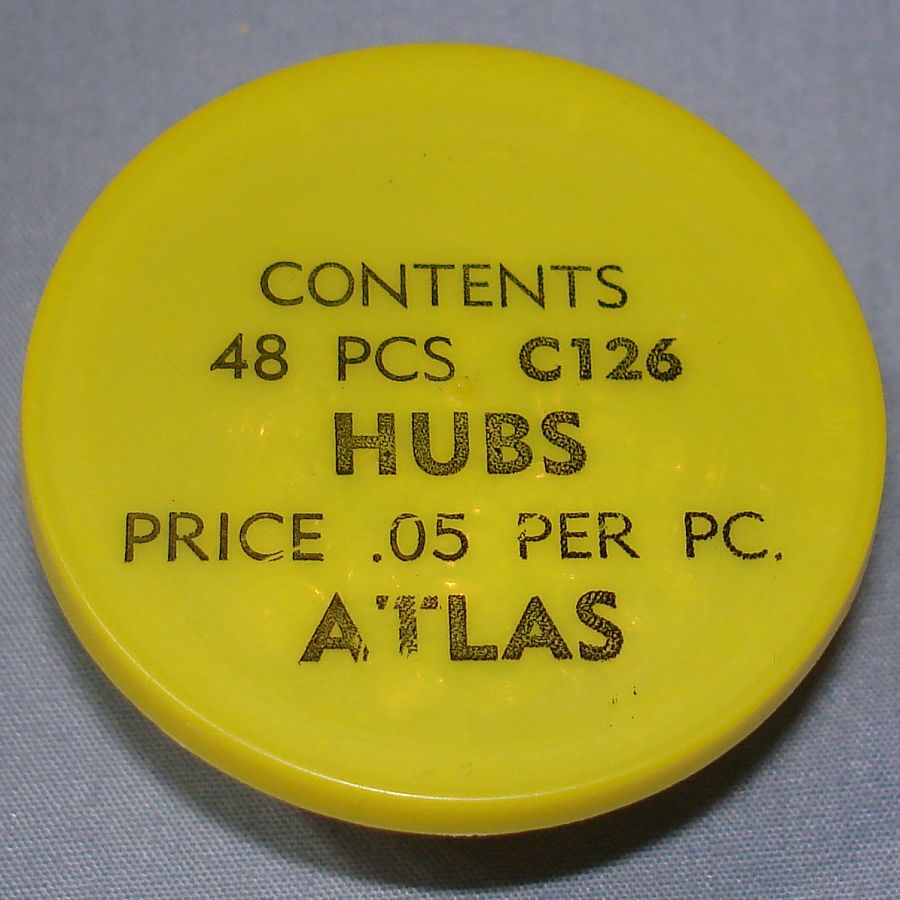 CONTENTS
48 PCS C126
HUBS
PRICE .05 PER PC.
ATLAS